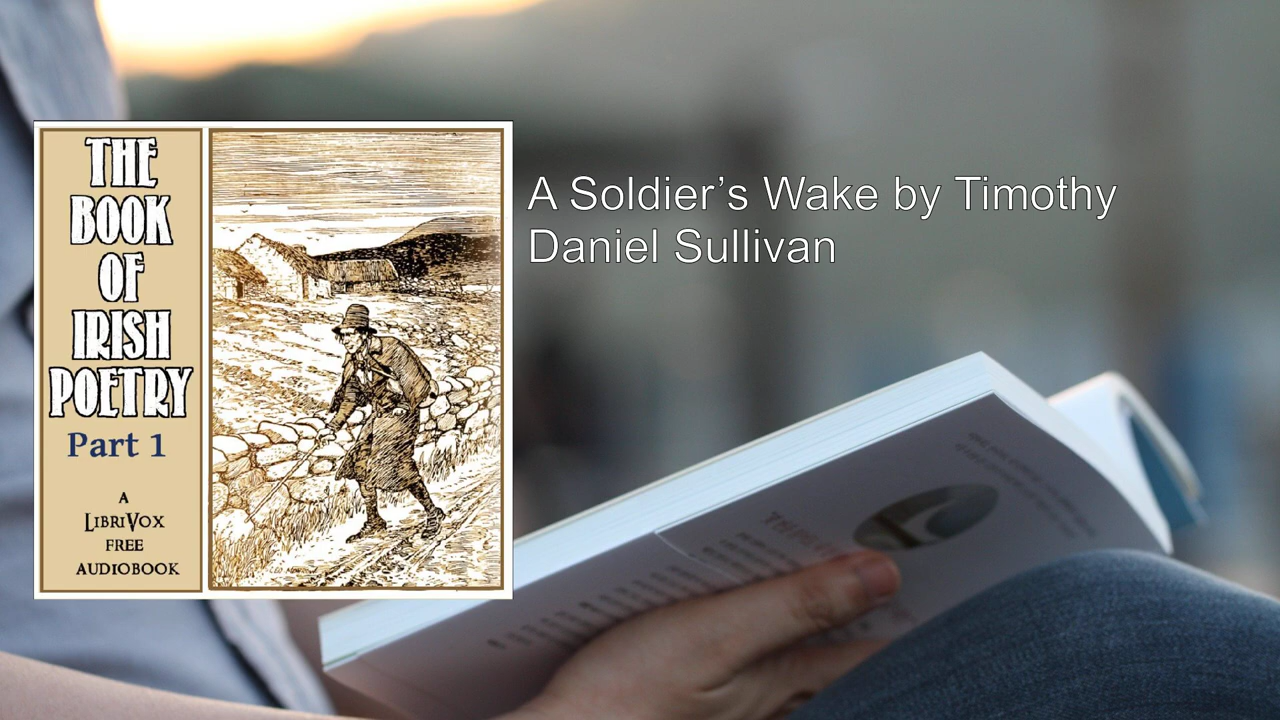 THE
BOOK
OF
IRISH
POETRY
Part 1
A
LIBRIVOX
FREE
AUDIOBOOK
A Soldier’s Wake by Timothy
Daniel Sullivan